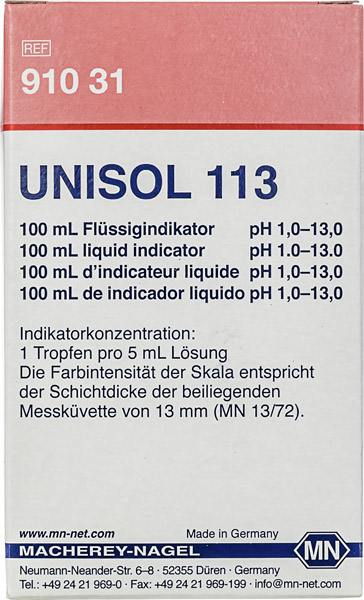 REF
910 31
UNISOL 113
100 mL Flüssigindikator pH 1,0–13,0
100 mL liquid indicator pH 1.0–13.0
100 mL d’indicateur liquide pH 1,0–13,0
100 mL de indicador liquido pH 1,0–13,0
Indikatorkonzentration:
1 Tropfen pro 5 mL Lösung
Die Farbintensität der Skala entspricht
der Schichtdicke der beiliegenden
Messküvette von 13 mm (MN 13/72).
www.mn-net.com Made in Germany
MACHEREY-NAGEL MN
Neumann-Neander-Str. 6–8 · 52355 Düren · Germany
Tel.: +49 24 21 969-0 · Fax: +49 24 21 969-199 · info@mn-net.com